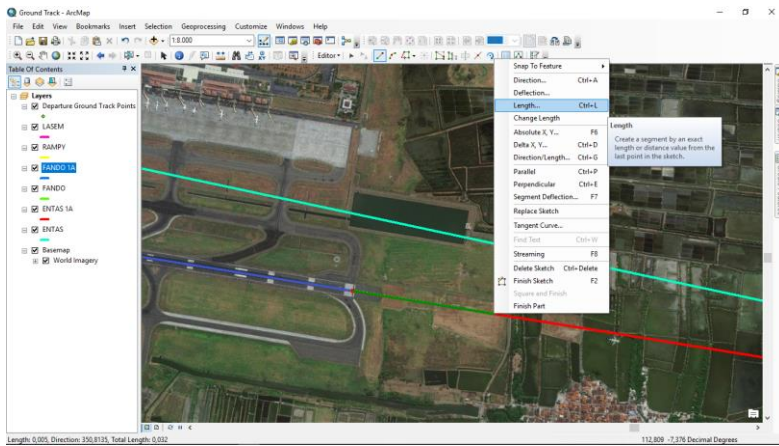 Ground Track - ArcMap
File Edit View Bookmarks Insert Selection Geoprocessing Customize Windows Help
1:8.000
Editor
Table Of Contents
Layers
Departure Ground Track Points
LASEM
RAMPY
FANDO 1A
FANDO
ENTAS 1A
ENTAS
Basemap
World Imagery
Snap To Feature
Direction... Ctrl+A
Deflection...
Length... Ctrl+L
Change Length
Absolute X, Y... F6
Delta X, Y... Ctrl+D
Direction/Length... Ctrl+G
Parallel Ctrl+P
Perpendicular Ctrl+E
Segment Deflection... F7
Replace Sketch
Tangent Curve...
Find Text Ctrl+W
Streaming F8
Delete Sketch Ctrl+Delete
Finish Sketch F2
Square and Finish
Finish Part
Length
Create a segment by an exact
length or distance value from the
last point in the sketch.
Length: 0,005, Direction: 350,8135, Total Length: 0,032
112,809 -7,376 Decimal Degrees